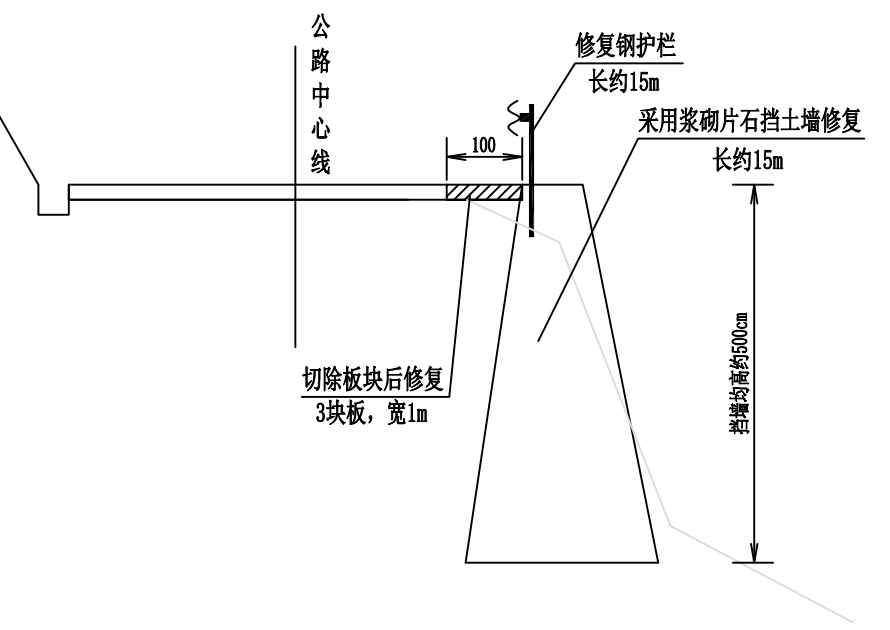 公路中心线
修复钢护栏
长约15m
采用浆砌片石挡土墙修复
长约15m
100
挡墙均高约500cm
切除板块后修复
3块板，宽1m